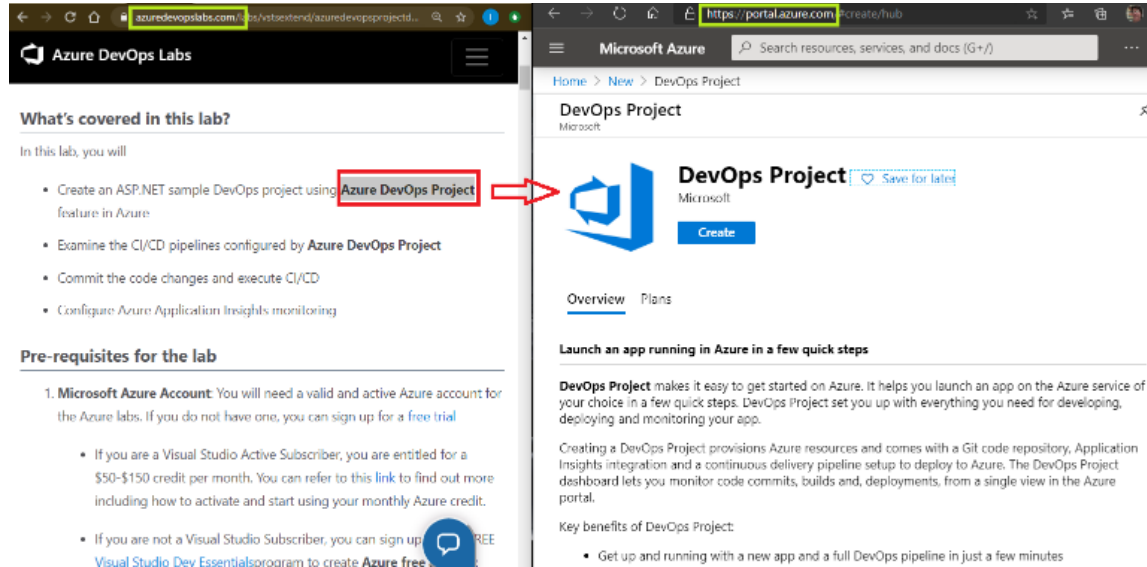 azuredevopslabs.com/labs/vstsextend/azuredevopsprojectd...
Azure DevOps Labs
What's covered in this lab?
In this lab, you will
• Create an ASP.NET sample DevOps project using Azure DevOps Project
feature in Azure
• Examine the CI/CD pipelines configured by Azure DevOps Project
• Commit the code changes and execute CI/CD
• Configure Azure Application Insights monitoring
Pre-requisites for the lab
1. Microsoft Azure Account: You will need a valid and active Azure account for
the Azure labs. If you do not have one, you can sign up for a free trial
• If you are a Visual Studio Active Subscriber, you are entitled for a
$50-$150 credit per month. You can refer to this link to find out more
including how to activate and start using your monthly Azure credit.
• If you are not a Visual Studio Subscriber, you can sign up
Visual Studio Dev Essentialsprogram to create Azure free
https://portal.azure.com/#create/hub
Microsoft Azure
Search resources, services, and docs (G+/)
Home > New > DevOps Project
DevOps Project
Microsoft
DevOps Project
Save for later
Microsoft
Create
Overview Plans
Launch an app running in Azure in a few quick steps
DevOps Project makes it easy to get started on Azure. It helps you launch an app on the Azure service of
your choice in a few quick steps. DevOps Project set you up with everything you need for developing,
deploying and monitoring your app.
Creating a DevOps Project provisions Azure resources and comes with a Git code repository, Application
Insights integration and a continuous delivery pipeline setup to deploy to Azure. The DevOps Project
dashboard lets you monitor code commits, builds and, deployments, from a single view in the Azure
portal.
Key benefits of DevOps Project:
• Get up and running with a new app and a full DevOps pipeline in just a few minutes